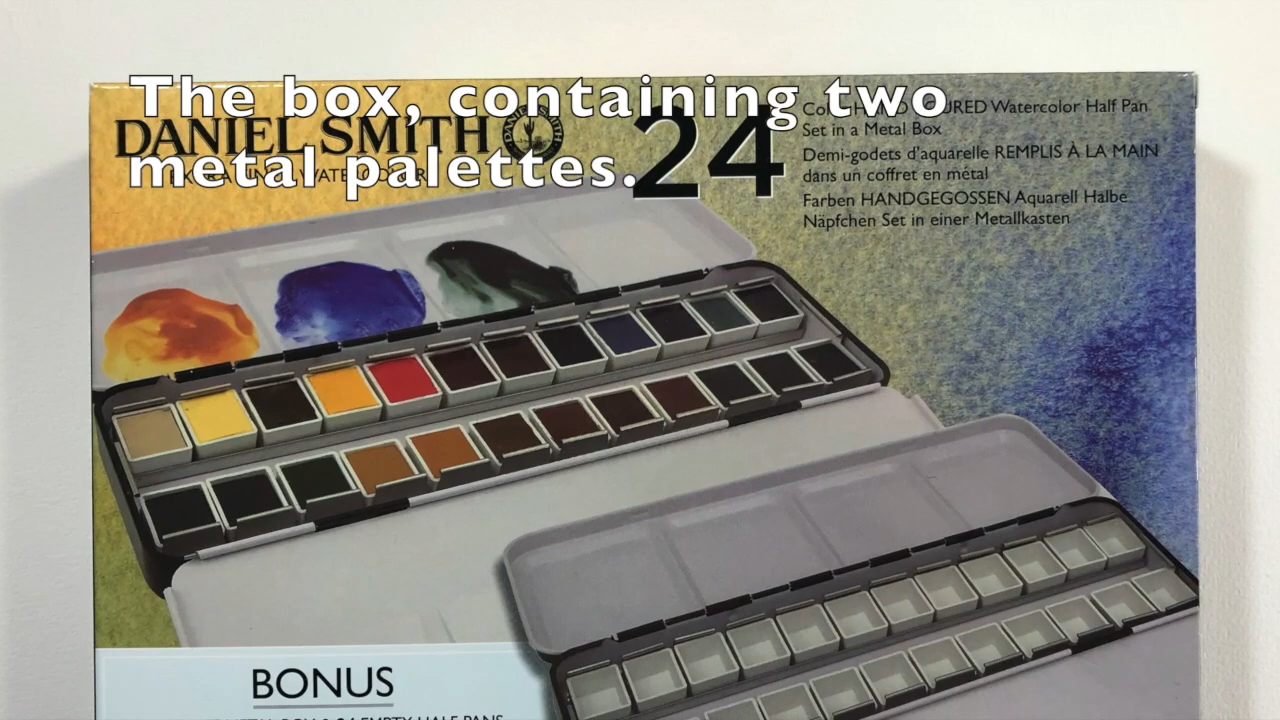 The box, containing two
metal palettes.
DANIEL SMITH
24
Watercolor Half Pan
Set in a Metal Box
Demi-godets d'aquarelle REMPLIS À LA MAIN
dans un coffret en métal
Farben HANDGEGOSSEN Aquarell Halbe
Näpfchen Set in einer Metallkasten
BONUS